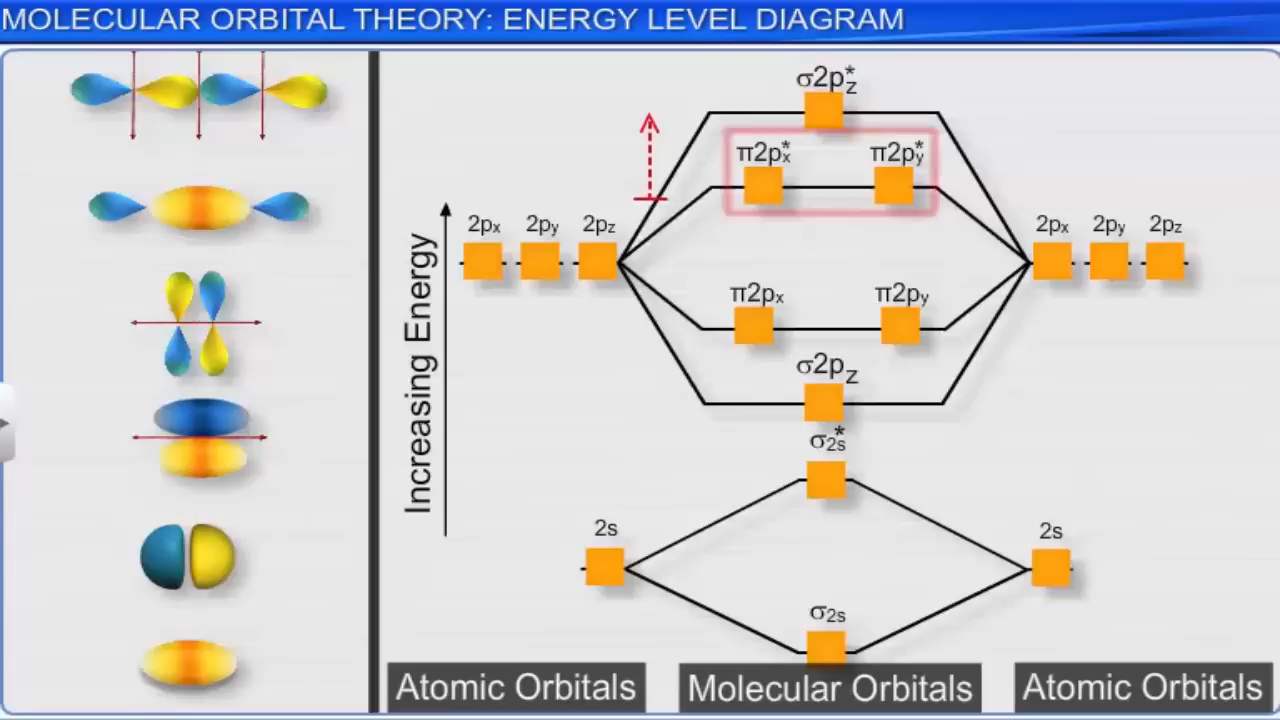 MOLECULAR ORBITAL THEORY: ENERGY LEVEL DIAGRAM
σ2p*z
π2p*x π2p*y
2px 2py 2pz
2px 2py 2pz
Increasing Energy
π2px π2py
σ2pz
σ2s*
2s
2s
σ2s
Atomic Orbitals
Molecular Orbitals
Atomic Orbitals